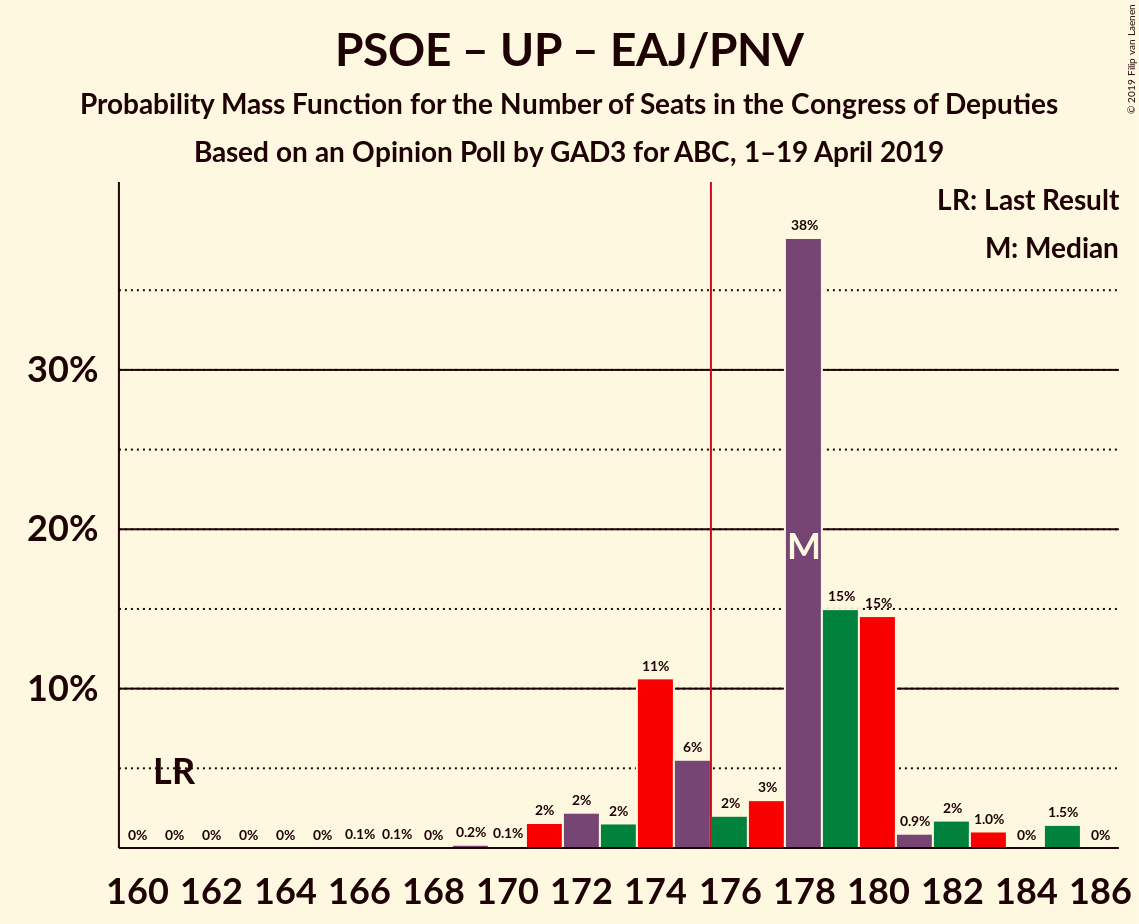 PSOE – UP – EAJ/PNV
Probability Mass Function for the Number of Seats in the Congress of Deputies
Based on an Opinion Poll by GAD3 for ABC, 1–19 April 2019
© 2019 Filip van Laenen
LR: Last Result
M: Median
30%
20%
10%
LR
M
0% 0% 0% 0% 0% 0% 0.1% 0.1% 0% 0.2% 0.1% 2% 2% 2% 11% 6% 2% 3% 38% 15% 15% 0.9% 2% 1.0% 0% 1.5% 0%
160 162 164 166 168 170 172 174 176 178 180 182 184 186